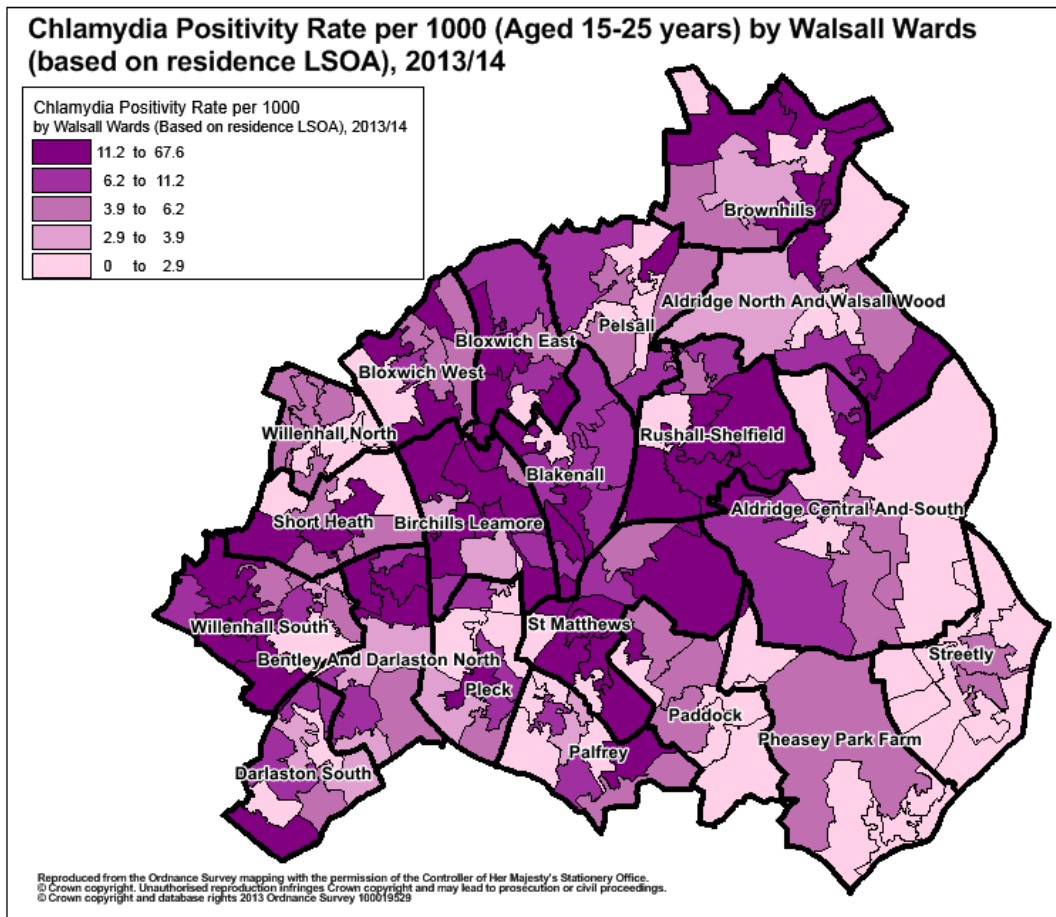 Chlamydia Positivity Rate per 1000 (Aged 15-25 years) by Walsall Wards
(based on residence LSOA), 2013/14
Chlamydia Positivity Rate per 1000
by Walsall Wards (Based on residence LSOA), 2013/14
11.2 to 67.6
6.2 to 11.2
3.9 to 6.2
2.9 to 3.9
0 to 2.9
Brownhills
Aldridge North And Walsall Wood
Pelsall
Bloxwich East
Bloxwich West
Willenhall North
Rushall-Shelfield
Blakenall
Short Heath
Birchills Leamore
Aldridge Central And South
Willenhall South
St Matthews
Bentley And Darlaston North
Streetly
Pleck
Paddock
Pheasey Park Farm
Palfrey
Darlaston South
Reproduced from the Ordnance Survey mapping with the permission of the Controller of Her Majesty's Stationery Office.
© Crown copyright. Unauthorised reproduction infringes Crown copyright and may lead to prosecution or civil proceedings.
© Crown copyright and database rights 2013 Ordnance Survey 100019529